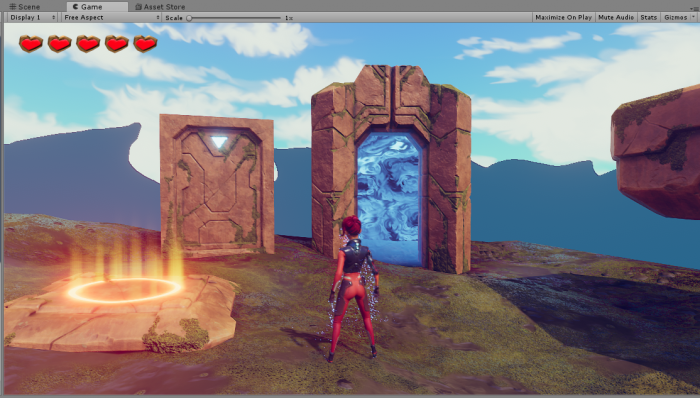 Scene Game Asset Store
Display 1 Free Aspect Scale 1x Maximize On Play Mute Audio Stats Gizmos